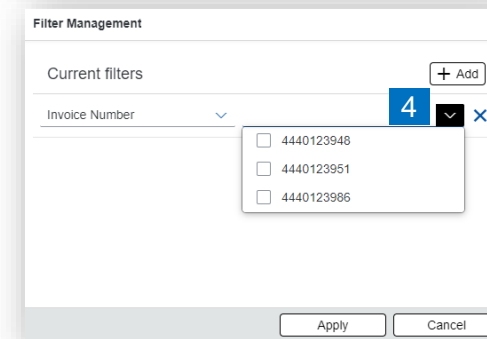 Filter Management
Current filters
+ Add
Invoice Number
4
4440123948
4440123951
4440123986
Apply
Cancel